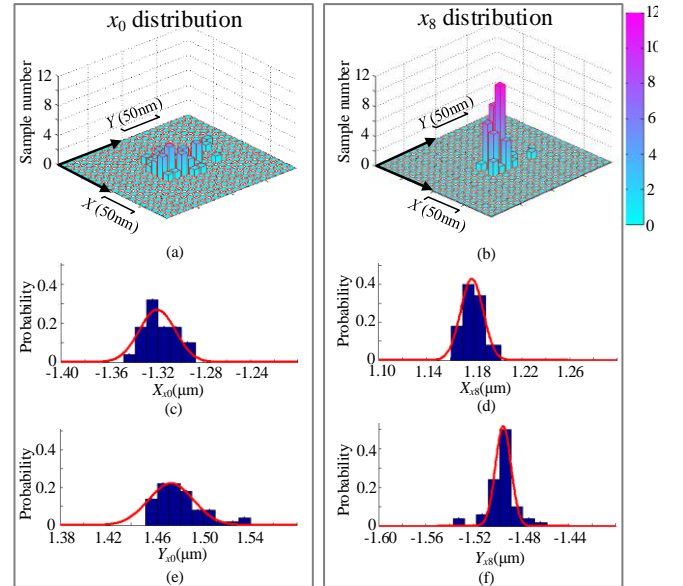 x0 distribution
x8 distribution
12
8
4
0
Sample number
Y (50nm)
X (50nm)
(a)
12
8
4
0
Sample number
Y (50nm)
X (50nm)
(b)
12
10
8
6
4
2
0
0.4
0.2
0
Probability
-1.40
-1.36
-1.32
-1.28
-1.24
Xx0(μm)
(c)
0.4
0.2
0
Probability
1.10
1.14
1.18
1.22
1.26
Xx8(μm)
(d)
0.4
0.2
0
Probability
1.38
1.42
1.46
1.50
1.54
Yx0(μm)
(e)
0.4
0.2
0
Probability
-1.60
-1.56
-1.52
-1.48
-1.44
Yx8(μm)
(f)